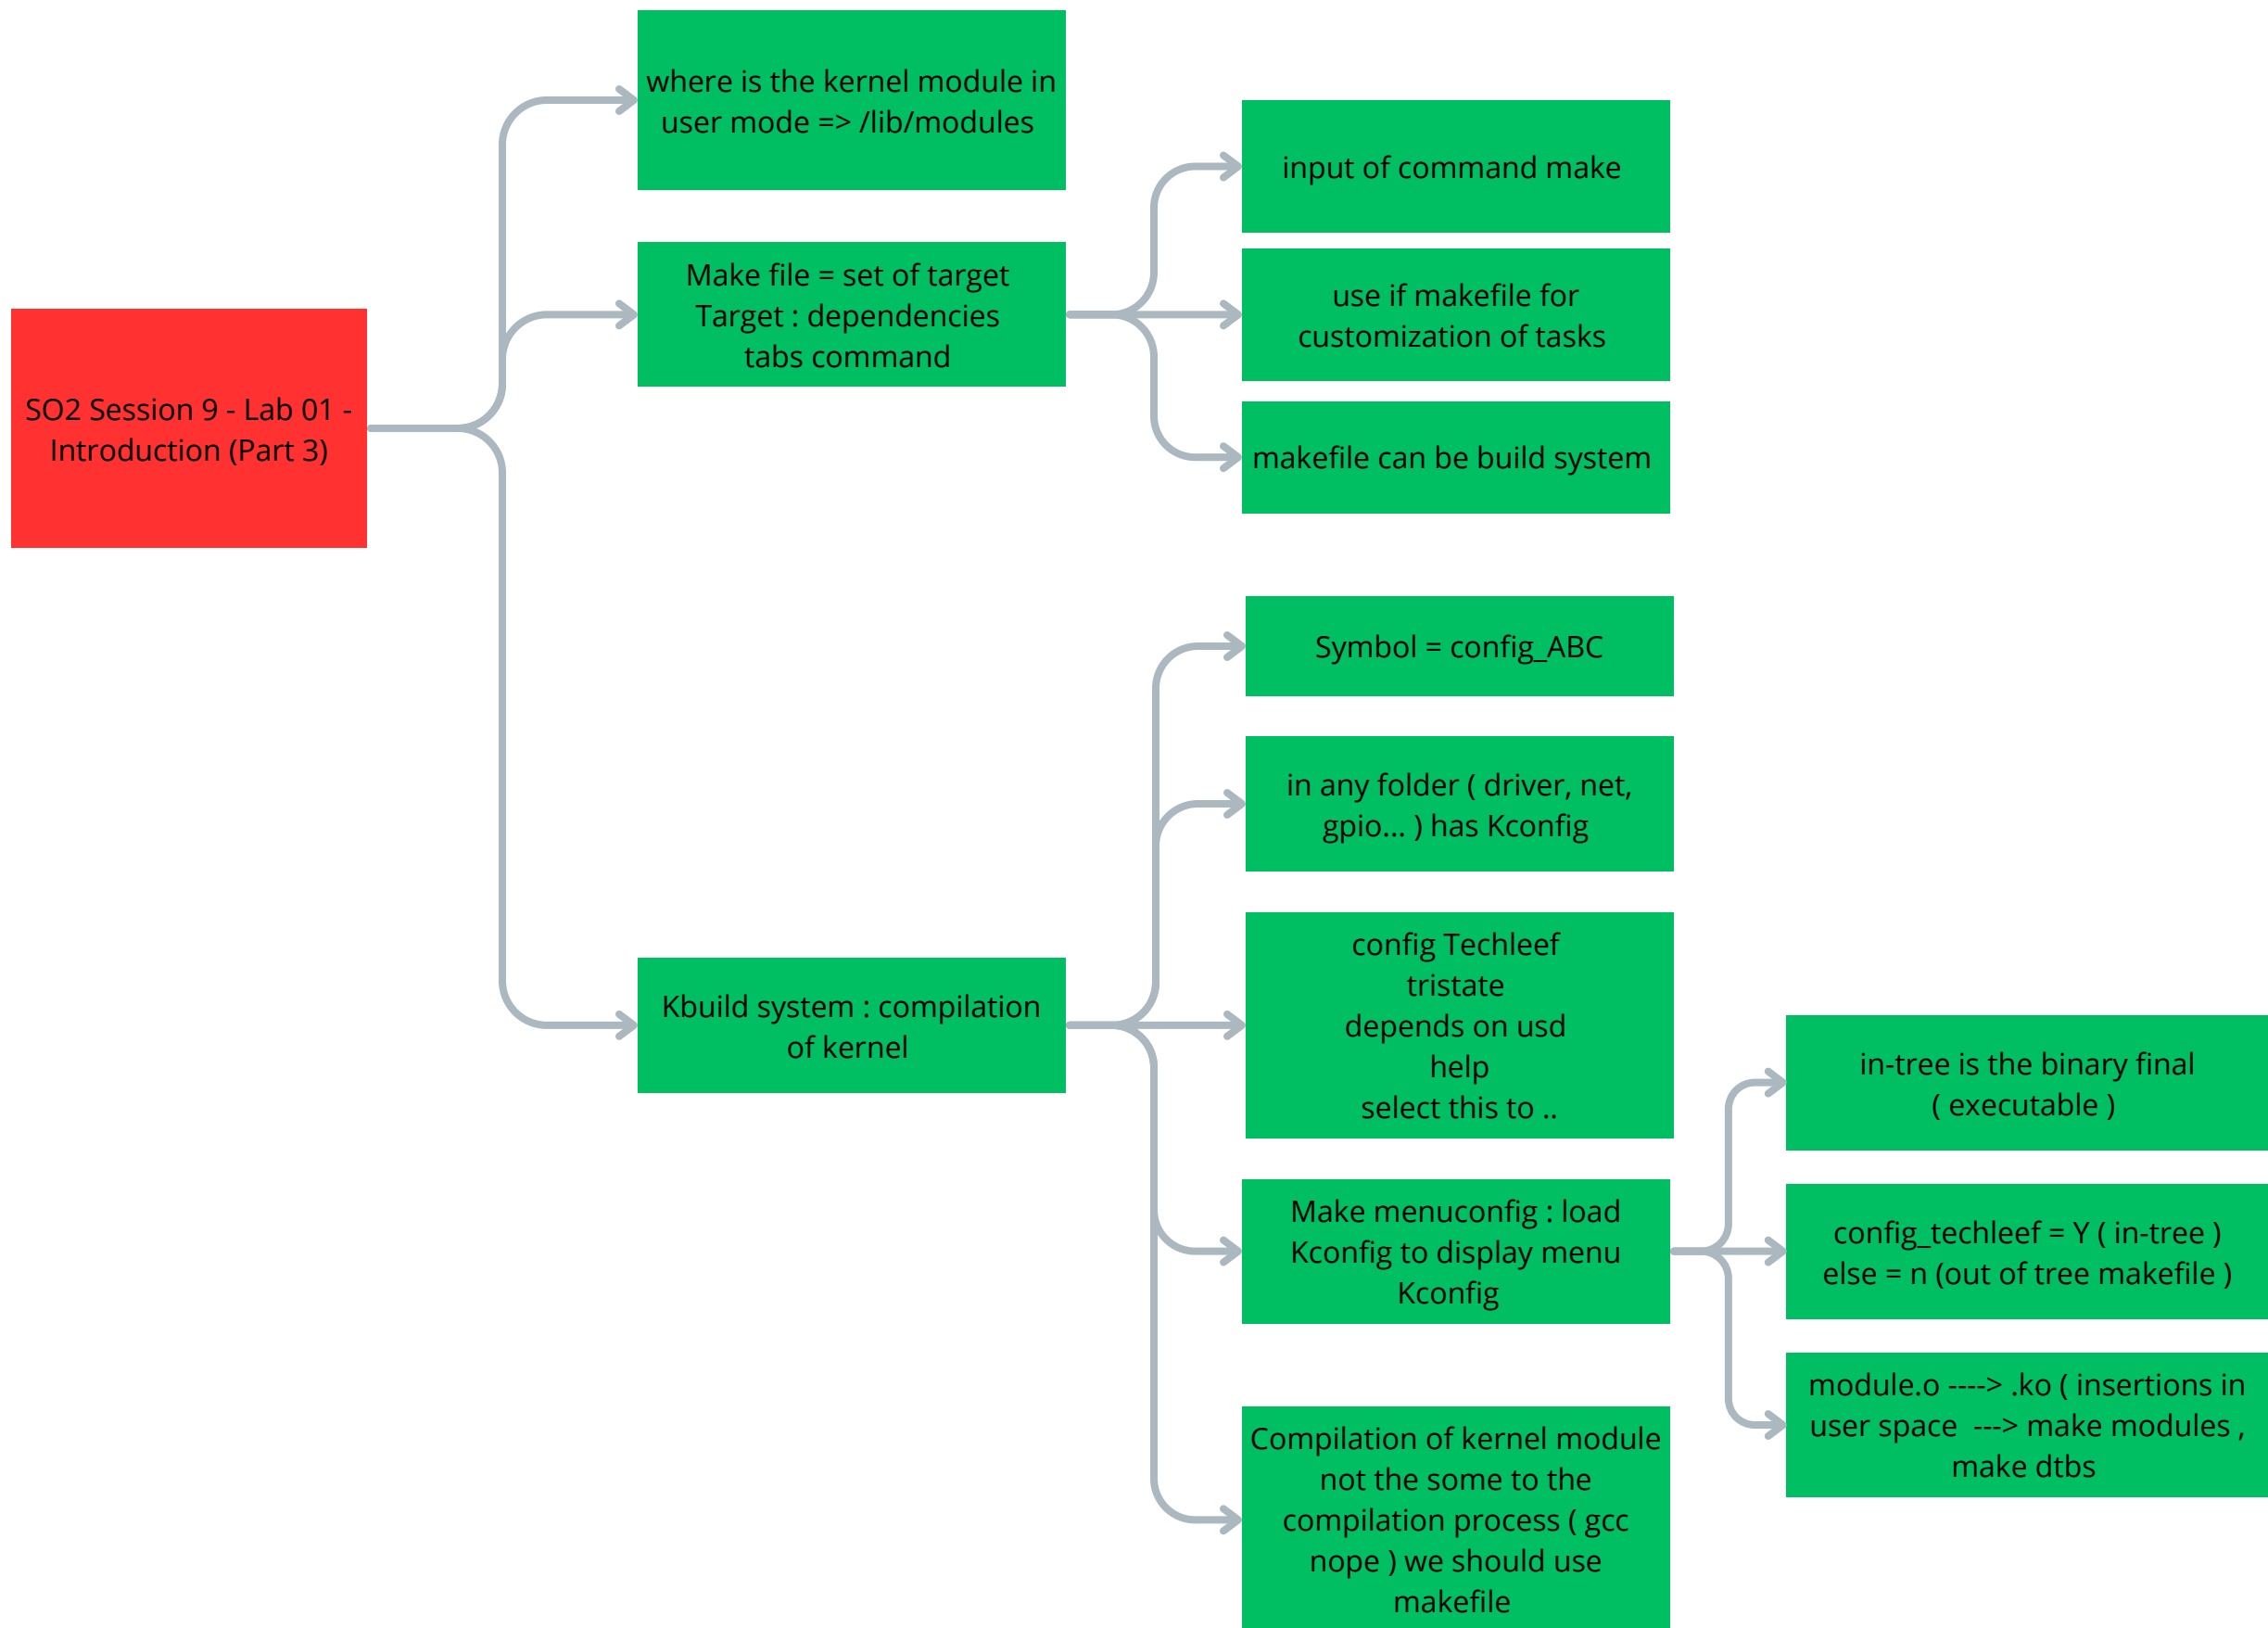 SO2 Session 9 - Lab 01 -
Introduction (Part 3)
where is the kernel module in
user mode => /lib/modules
Make file = set of target
Target : dependencies
tabs command
input of command make
use if makefile for
customization of tasks
makefile can be build system
Kbuild system : compilation
of kernel
Symbol = config_ABC
in any folder ( driver, net,
gpio... ) has Kconfig
config Techleef
tristate
depends on usd
help
select this to ..
Make menuconfig : load
Kconfig to display menu
Kconfig
in-tree is the binary final
( executable )
config_techleef = Y ( in-tree )
else = n (out of tree makefile )
module.o ----> .ko ( insertions in
user space  ---> make modules ,
make dtbs
Compilation of kernel module
not the some to the
compilation process ( gcc
nope ) we should use
makefile